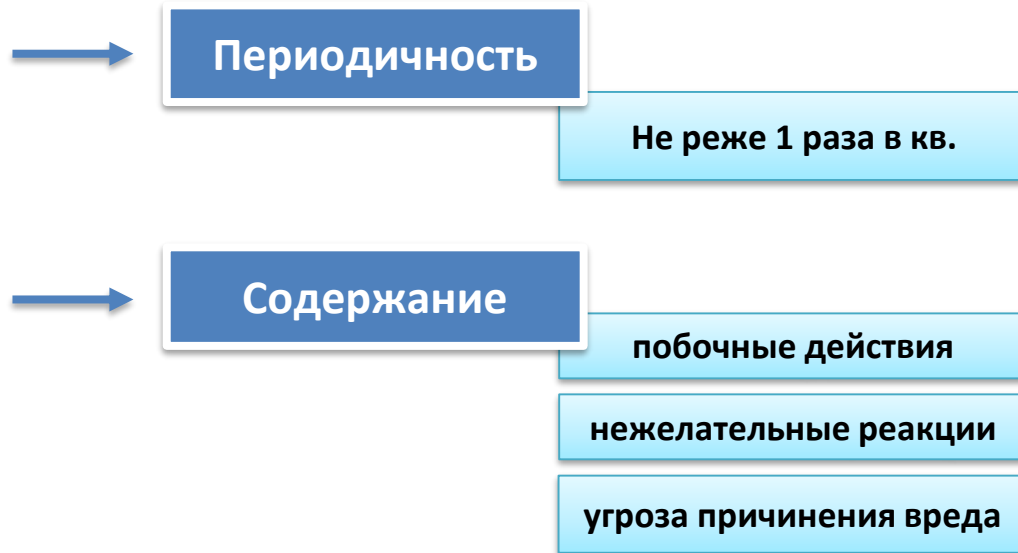 Периодичность
Не реже 1 раза в кв.
Содержание
побочные действия
нежелательные реакции
угроза причинения вреда